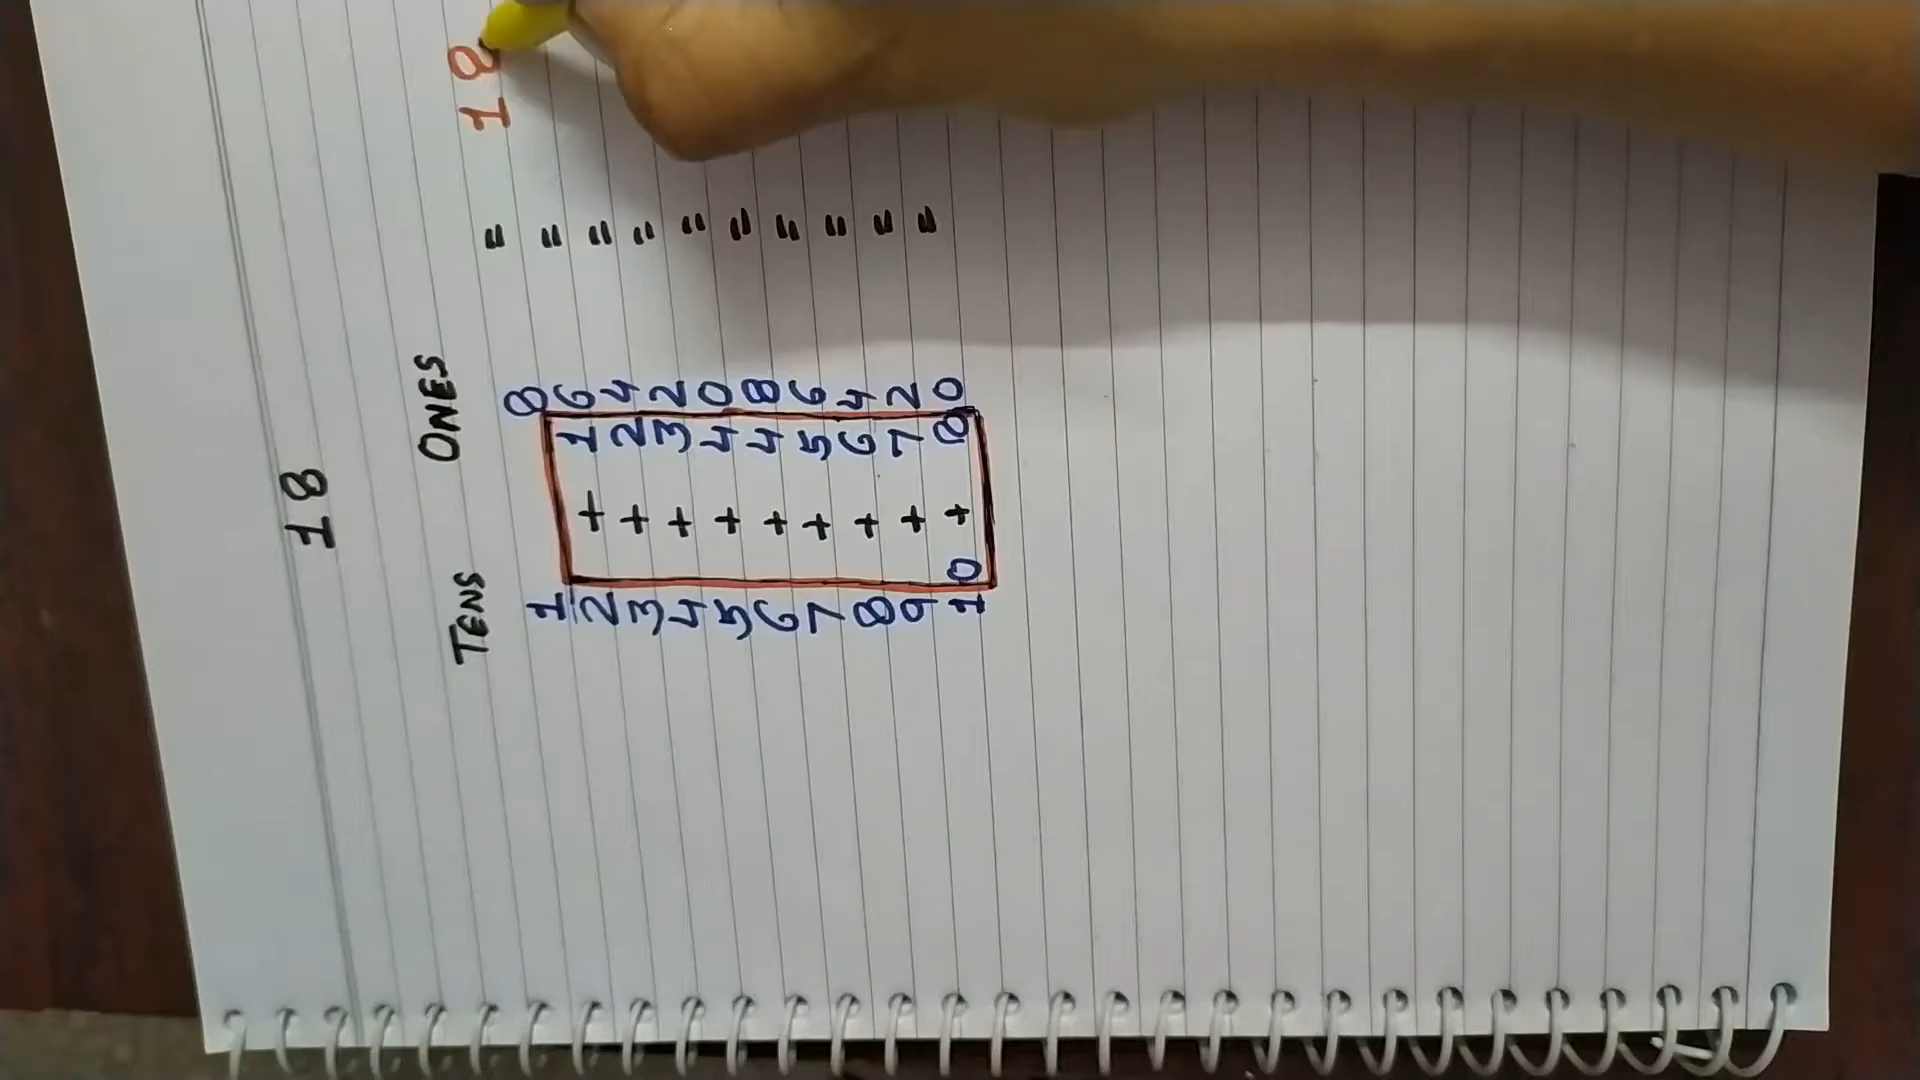 18
TENS ONES
1 8 = 18
2 + 1 6 =
3 + 2 4 =
4 + 3 2 =
5 + 4 0 =
6 + 4 8 =
7 + 5 6 =
8 + 6 4 =
9 + 7 2 =
10 + 8 0 =